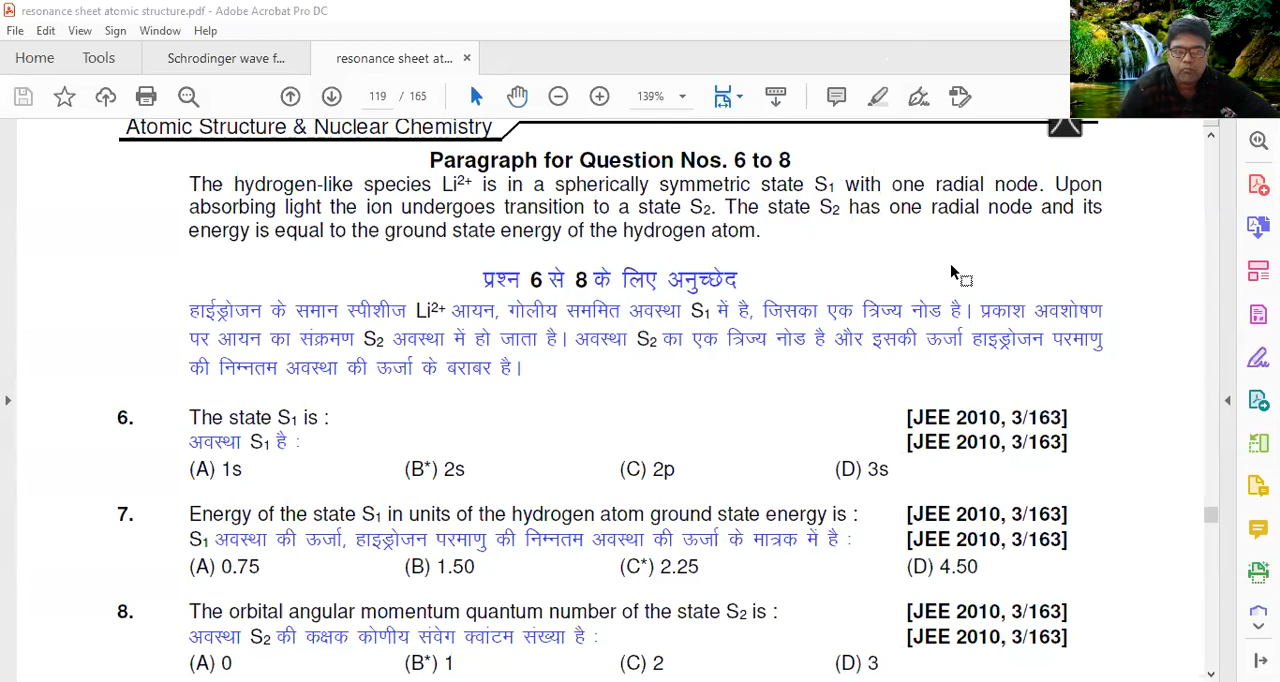 resonance sheet atomic structure.pdf - Adobe Acrobat Pro DC
File Edit View Sign Window Help
Home Tools Schrodinger wave f... resonance sheet at... ×
119 / 165 139%
Atomic Structure & Nuclear Chemistry
Paragraph for Question Nos. 6 to 8
The hydrogen-like species Li²⁺ is in a spherically symmetric state S₁ with one radial node. Upon
absorbing light the ion undergoes transition to a state S₂. The state S₂ has one radial node and its
energy is equal to the ground state energy of the hydrogen atom.
प्रश्न 6 से 8 के लिए अनुच्छेद
हाईड्रोजन के समान स्पीशीज Li²⁺ आयन, गोलीय सममित अवस्था S₁ में है, जिसका एक त्रिज्य नोड है। प्रकाश अवशोषण
पर आयन का संक्रमण S₂ अवस्था में हो जाता है। अवस्था S₂ का एक त्रिज्य नोड है और इसकी ऊर्जा हाइड्रोजन परमाणु
की निम्नतम अवस्था की ऊर्जा के बराबर है।
6. The state S₁ is : [JEE 2010, 3/163]
अवस्था S₁ है : [JEE 2010, 3/163]
(A) 1s (B*) 2s (C) 2p (D) 3s
7. Energy of the state S₁ in units of the hydrogen atom ground state energy is : [JEE 2010, 3/163]
S₁ अवस्था की ऊर्जा, हाइड्रोजन परमाणु की निम्नतम अवस्था की ऊर्जा के मात्रक में है : [JEE 2010, 3/163]
(A) 0.75 (B) 1.50 (C*) 2.25 (D) 4.50
8. The orbital angular momentum quantum number of the state S₂ is : [JEE 2010, 3/163]
अवस्था S₂ की कक्षक कोणीय संवेग क्वांटम संख्या है : [JEE 2010, 3/163]
(A) 0 (B*) 1 (C) 2 (D) 3